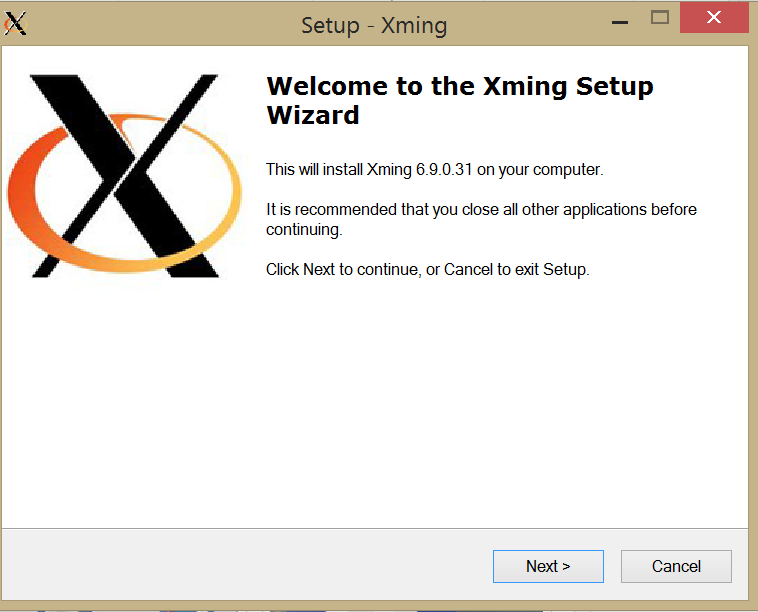 Setup - Xming
Welcome to the Xming Setup
Wizard
This will install Xming 6.9.0.31 on your computer.
It is recommended that you close all other applications before
continuing.
Click Next to continue, or Cancel to exit Setup.
Next >
Cancel